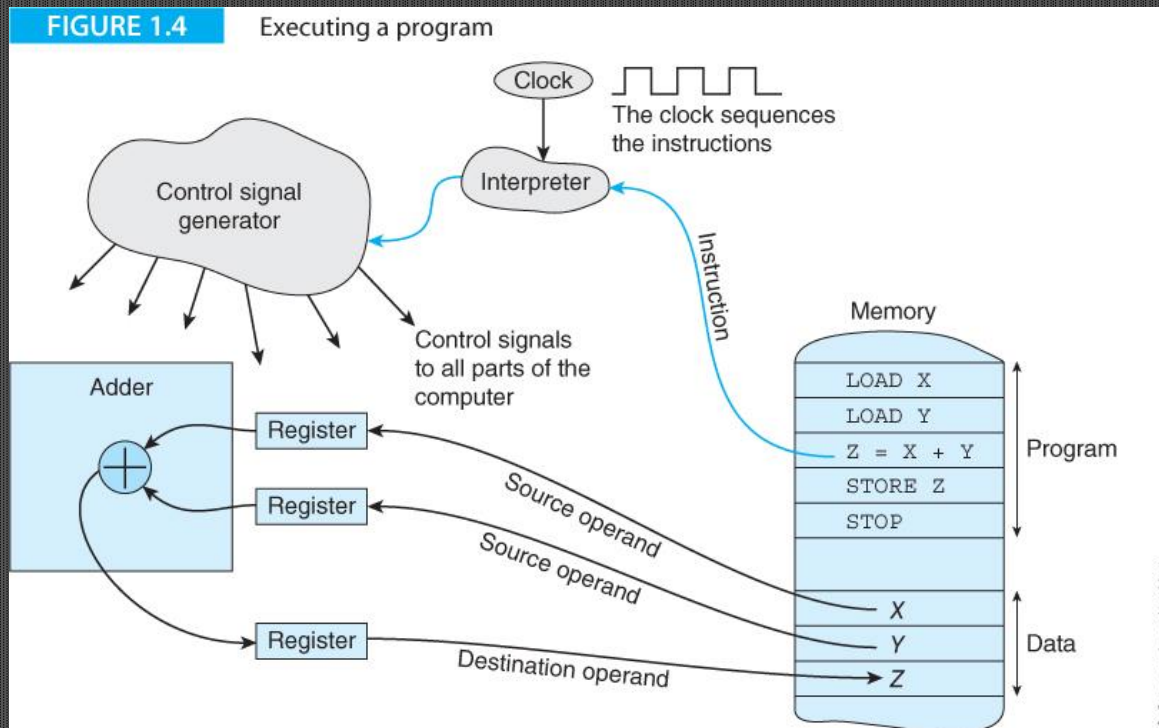 FIGURE 1.4 Executing a program
Clock
The clock sequences
the instructions
Interpreter
Control signal
generator
Instruction
Control signals
to all parts of the
computer
Memory
LOAD X
LOAD Y
Z = X + Y
STORE Z
STOP
Program
Adder
Register
Register
Register
Source operand
Source operand
Destination operand
X
Y
Z
Data